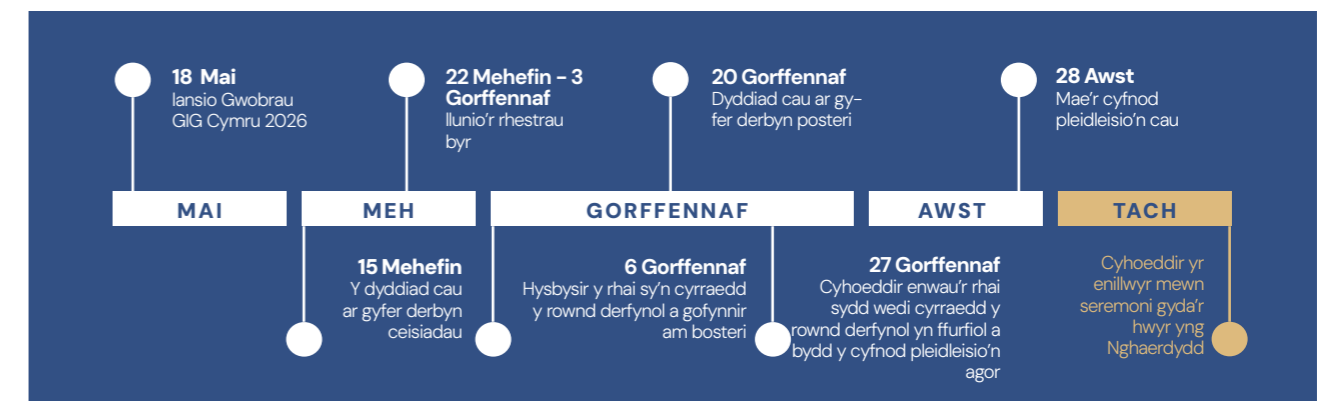 18 Mai
lansio Gwobrau
GIG Cymru 2026
22 Mehefin – 3
Gorffennaf
llunio’r rhestrau
byr
20 Gorffennaf
Dyddiad cau ar gy-
fer derbyn posteri
28 Awst
Mae’r cyfnod
pleidleisio’n cau
MAI
MEH
GORFFENNAF
AWST
TACH
15 Mehefin
Y dyddiad cau
ar gyfer derbyn
ceisiadau
6 Gorffennaf
Hysbysir y rhai sy’n cyrraedd
y rownd derfynol a gofynnir
am bosteri
27 Gorffennaf
Cyhoeddir enwau’r rhai
sydd wedi cyrraedd y
rownd derfynol yn ffurfiol a
bydd y cyfnod pleidleisio’n
agor
Cyhoeddir yr
enillwyr mewn
seremoni gyda’r
hwyr yng
Nghaerdydd